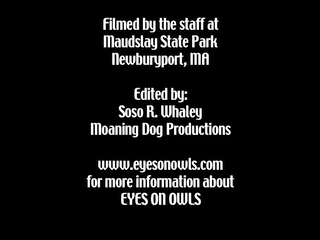 Filmed by the staff at
Maudslay State Park
Newburyport, MA
Edited by:
Soso R. Whaley
Moaning Dog Productions
www.eyesonowls.com
for more information about
EYES ON OWLS